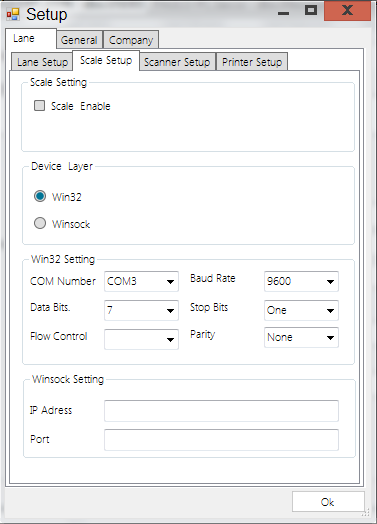 Setup
Lane General Company
Lane Setup Scale Setup Scanner Setup Printer Setup
Scale Setting
Scale Enable
Device Layer
Win32
Winsock
Win32 Setting
COM Number COM3 Baud Rate 9600
Data Bits. 7 Stop Bits One
Flow Control Parity None
Winsock Setting
IP Adress
Port
Ok